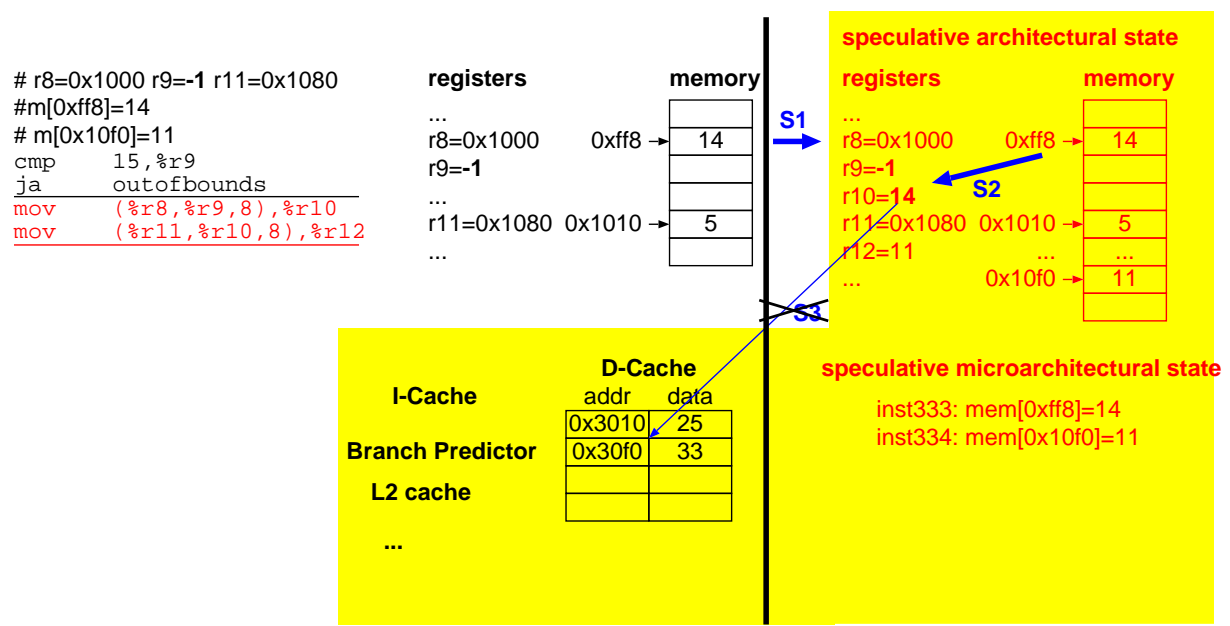 # r8=0x1000 r9=-1 r11=0x1080
#m[0xff8]=14
# m[0x10f0]=11
cmp 15,%r9
ja outofbounds
mov (%r8,%r9,8),%r10
mov (%r11,%r10,8),%r12
registers memory
...
r8=0x1000 0xff8 14
r9=-1
...
r11=0x1080 0x1010 5
...
S1
speculative architectural state
registers memory
...
r8=0x1000 0xff8 14
r9=-1
S2
r10=14
r11=0x1080 0x1010 5
r12=11 ... ...
... 0x10f0 11
S3
D-Cache
I-Cache addr data
0x3010 25
Branch Predictor 0x30f0 33
L2 cache
...
speculative microarchitectural state
inst333: mem[0xff8]=14
inst334: mem[0x10f0]=11